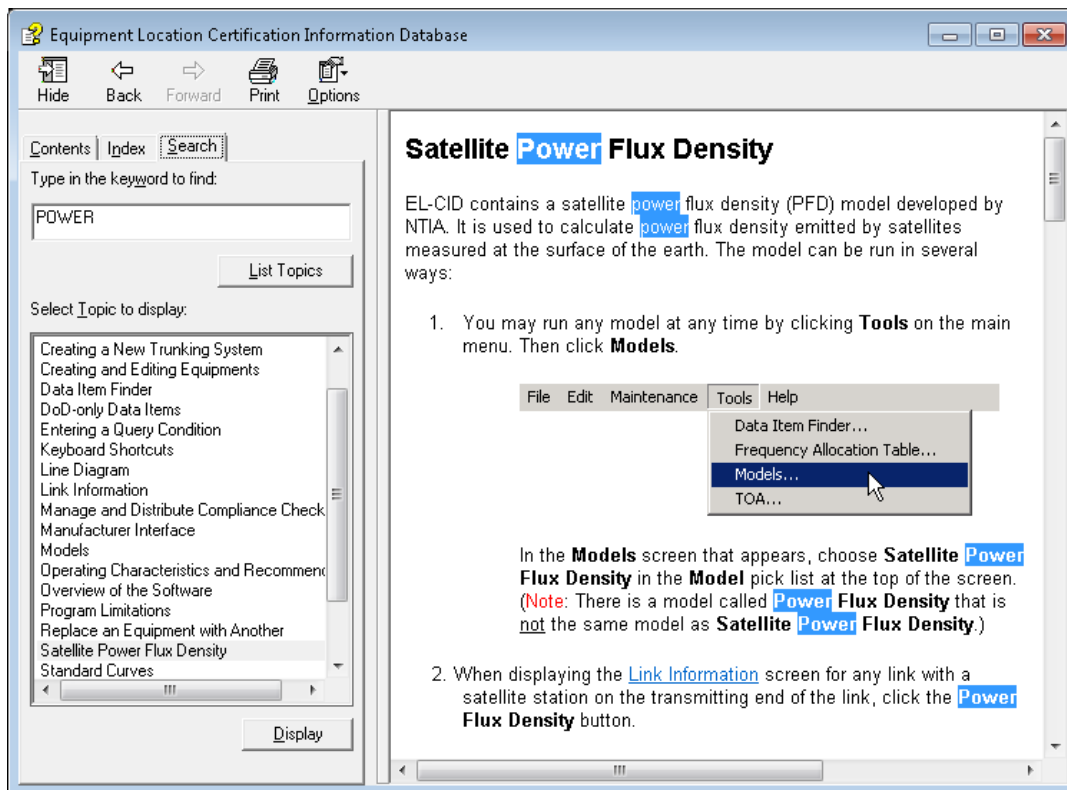 Equipment Location Certification Information Database
Hide Back Forward Print Options
Contents Index Search
Type in the keyword to find:
POWER
List Topics
Select Topic to display:
Creating a New Trunking System
Creating and Editing Equipments
Data Item Finder
DoD-only Data Items
Entering a Query Condition
Keyboard Shortcuts
Line Diagram
Link Information
Manage and Distribute Compliance Check
Manufacturer Interface
Models
Operating Characteristics and Recommen
Overview of the Software
Program Limitations
Replace an Equipment with Another
Satellite Power Flux Density
Standard Curves
Display
Satellite Power Flux Density
EL-CID contains a satellite power flux density (PFD) model developed by
NTIA. It is used to calculate power flux density emitted by satellites
measured at the surface of the earth. The model can be run in several
ways:
1. You may run any model at any time by clicking Tools on the main
menu. Then click Models.
File Edit Maintenance Tools Help
Data Item Finder...
Frequency Allocation Table...
Models...
TOA...
In the Models screen that appears, choose Satellite Power
Flux Density in the Model pick list at the top of the screen.
(Note: There is a model called Power Flux Density that is
not the same model as Satellite Power Flux Density.)
2. When displaying the Link Information screen for any link with a
satellite station on the transmitting end of the link, click the Power
Flux Density button.